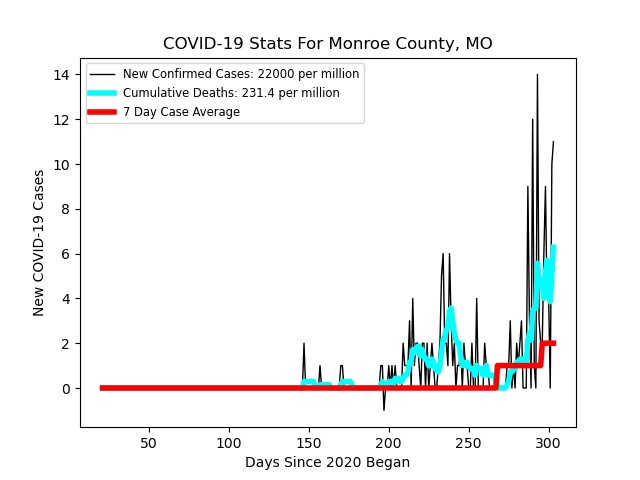 COVID-19 Stats For Monroe County, MO
New Confirmed Cases: 22000 per million
Cumulative Deaths: 231.4 per million
7 Day Case Average
14
12
10
8
6
4
2
0
New COVID-19 Cases
50 100 150 200 250 300
Days Since 2020 Began